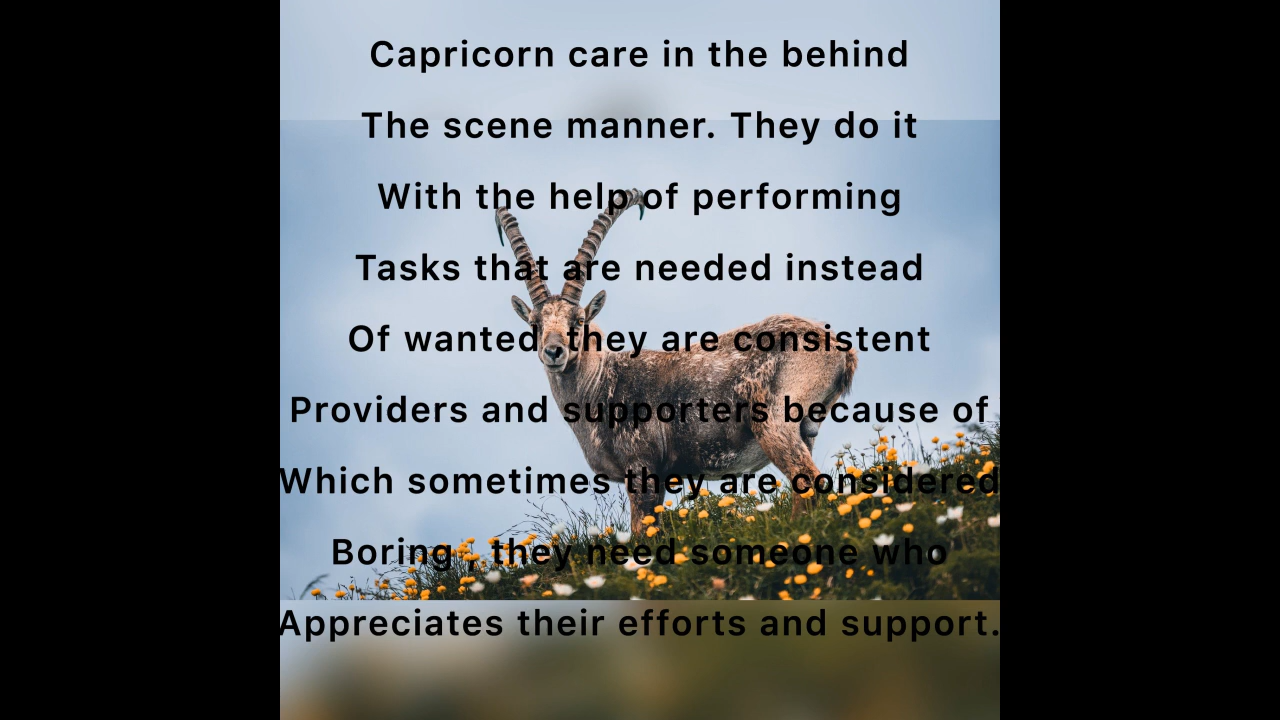 Capricorn care in the behind
The scene manner. They do it
With the help of performing
Tasks that are needed instead
Of wanted, they are consistent
Providers and supporters because of
Which sometimes they are considered
Boring , they need someone who
Appreciates their efforts and support.